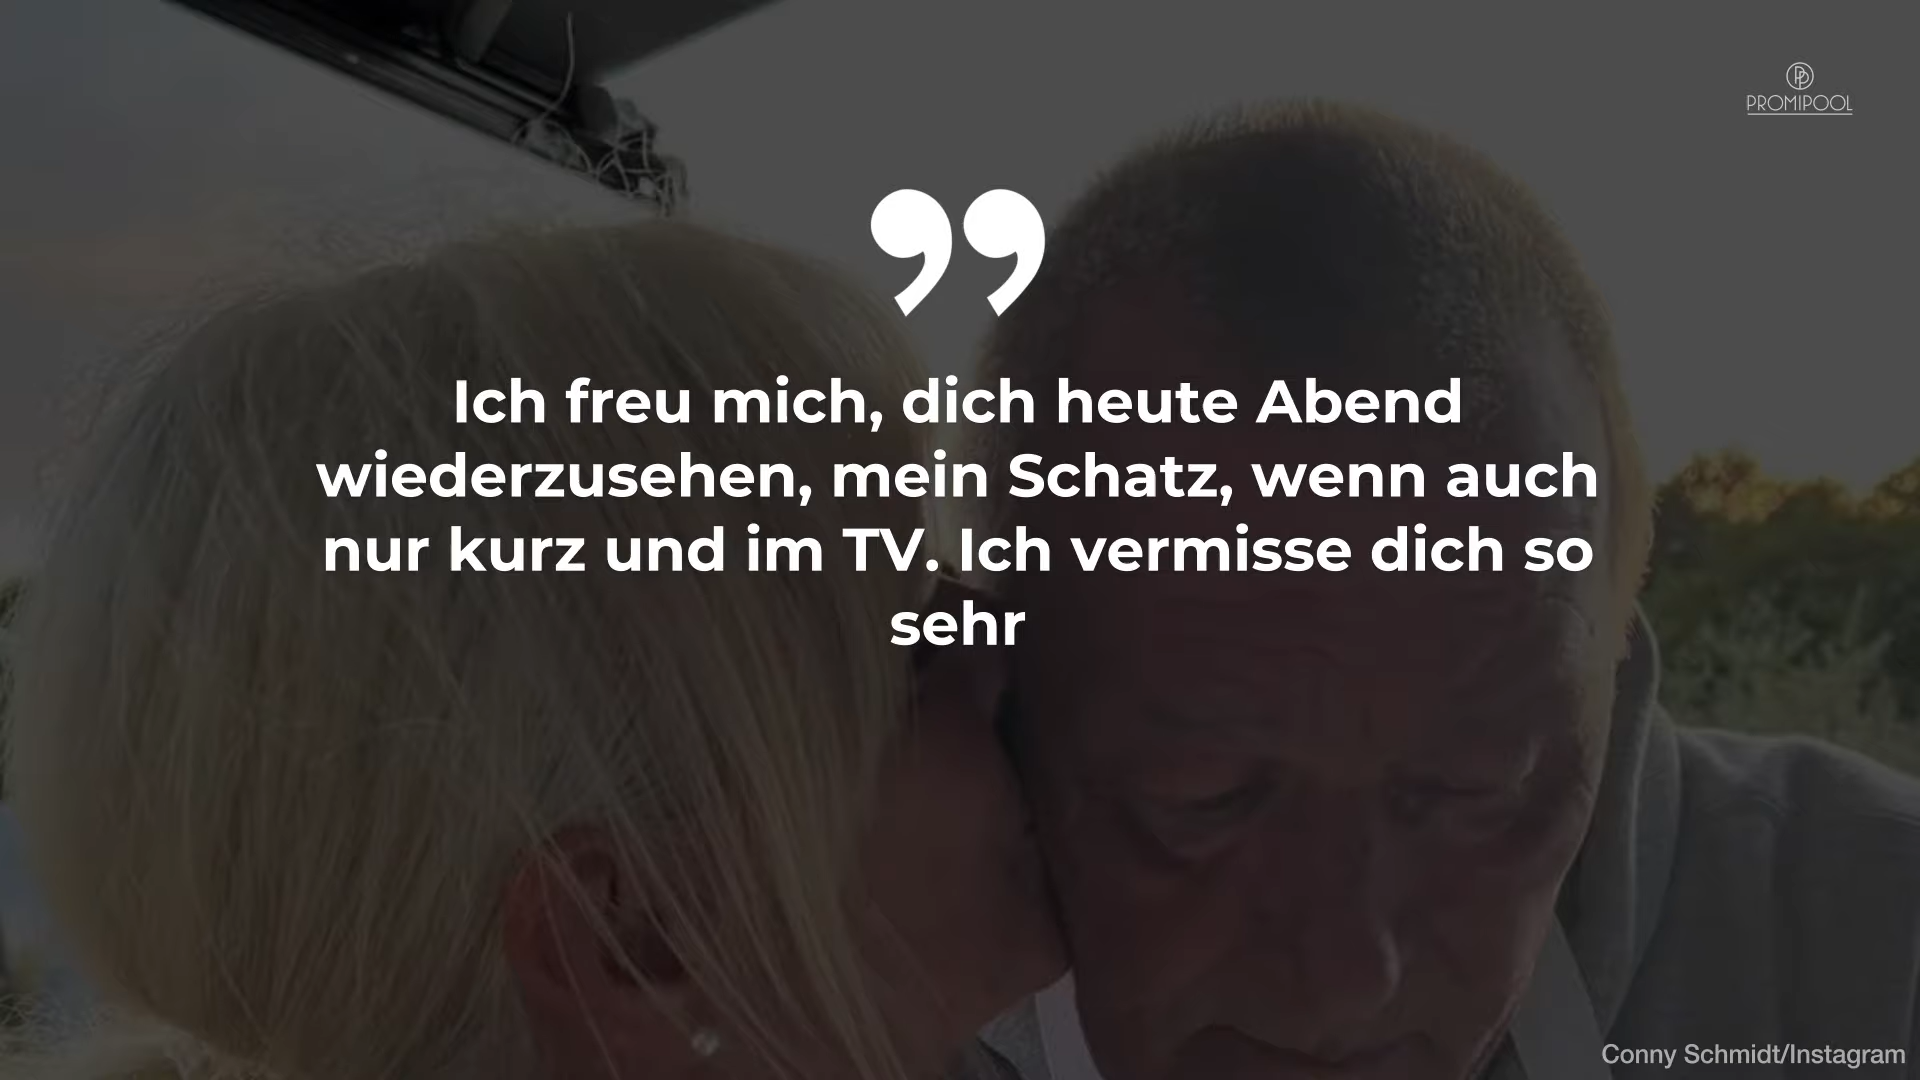 PROMIPOOL
”
Ich freu mich, dich heute Abend
wiederzusehen, mein Schatz, wenn auch
nur kurz und im TV. Ich vermisse dich so
sehr
Conny Schmidt/Instagram